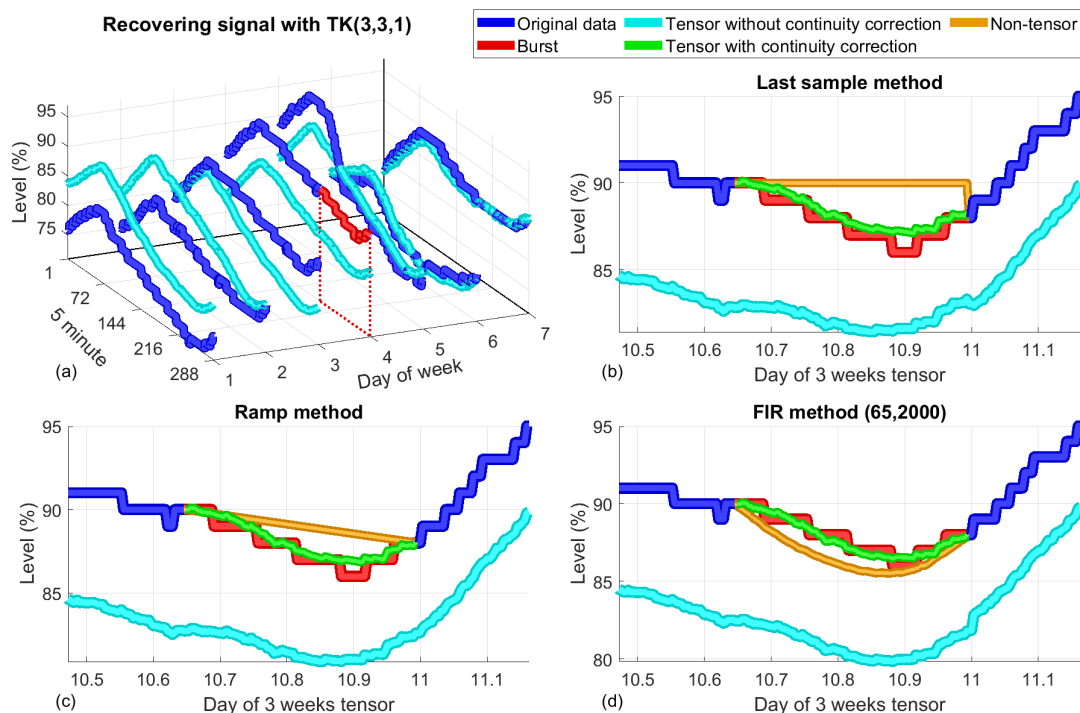 Recovering signal with TK(3,3,1)
Original data
Tensor without continuity correction
Non-tensor
Burst
Tensor with continuity correction
95
90
85
80
75
Level (%)
1
72
144
216
288
5 minute
1
2
3
4
5
6
7
Day of week
(a)
Last sample method
95
90
85
Level (%)
10.5
10.6
10.7
10.8
10.9
11
11.1
Day of 3 weeks tensor
(b)
Ramp method
95
90
85
Level (%)
10.5
10.6
10.7
10.8
10.9
11
11.1
Day of 3 weeks tensor
(c)
FIR method (65,2000)
95
90
85
80
Level (%)
10.5
10.6
10.7
10.8
10.9
11
11.1
Day of 3 weeks tensor
(d)